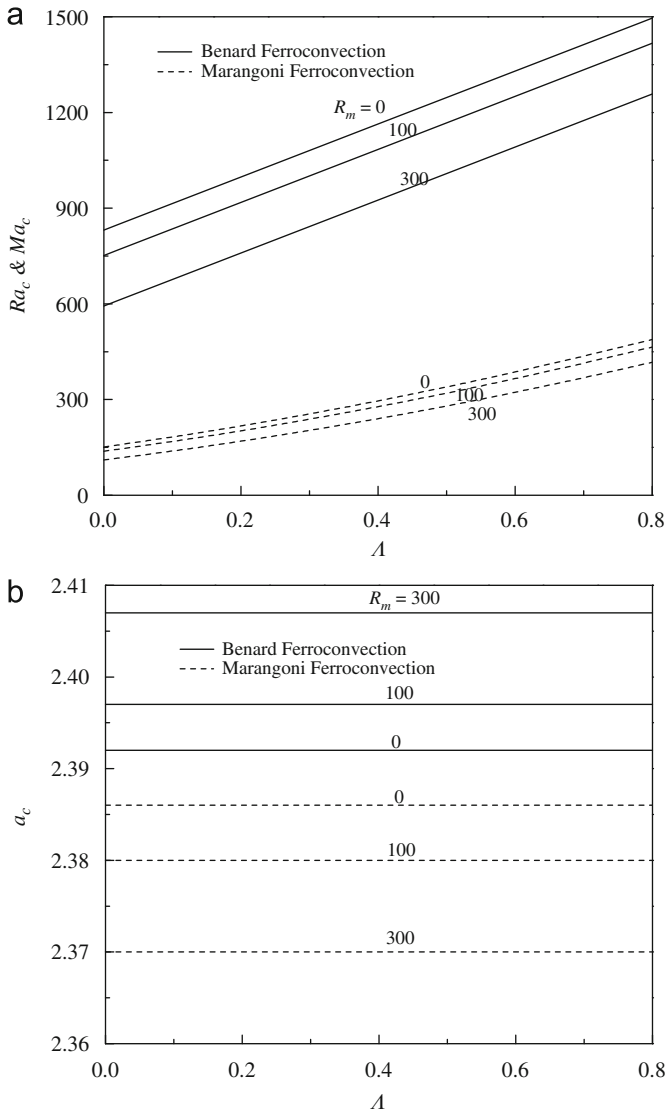 a
1500
1200
900
600
300
0
Ra_c & Ma_c
Benard Ferroconvection
Marangoni Ferroconvection
R_m = 0
100
300
0
100
300
0.0 0.2 0.4 0.6 0.8
Λ
b
2.41
2.40
2.39
2.38
2.37
2.36
a_c
R_m = 300
Benard Ferroconvection
Marangoni Ferroconvection
100
0
0
100
300
0.0 0.2 0.4 0.6 0.8
Λ